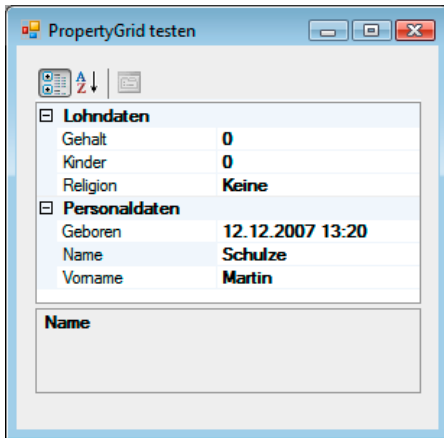 PropertyGrid testen
Lohndaten
Gehalt 0
Kinder 0
Religion Keine
Personaldaten
Geboren 12.12.2007 13:20
Name Schulze
Vorname Martin
Name